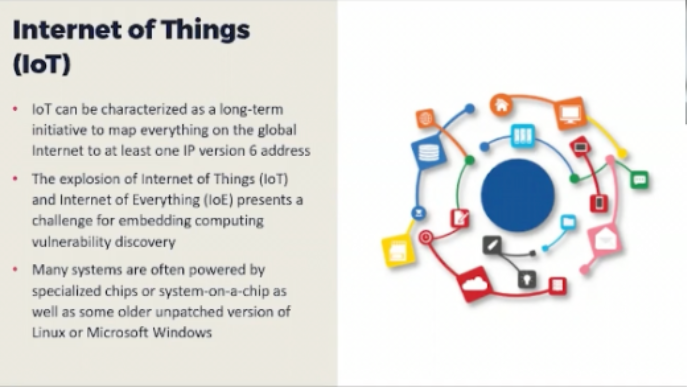 Internet of Things
(IoT)
• IoT can be characterized as a long-term
initiative to map everything on the global
Internet to at least one IP version 6 address
• The explosion of Internet of Things (IoT)
and Internet of Everything (IoE) presents a
challenge for embedding computing
vulnerability discovery
• Many systems are often powered by
specialized chips or system-on-a-chip as
well as some older unpatched version of
Linux or Microsoft Windows